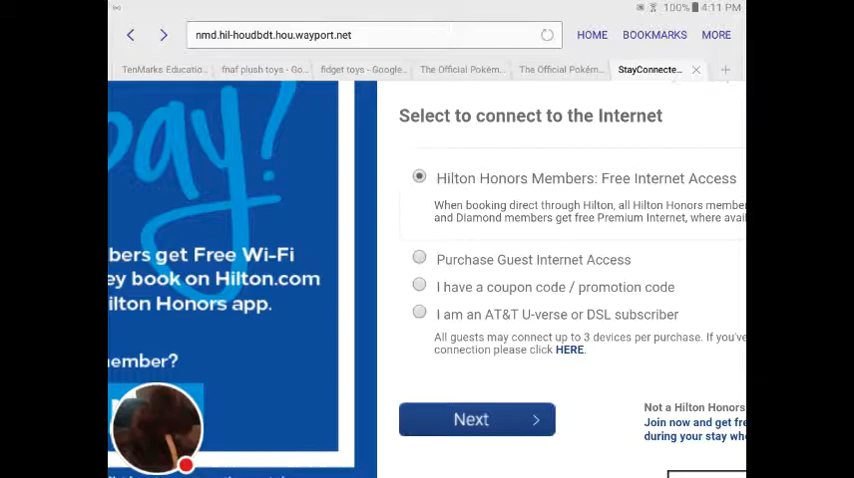 100% 4:11 PM
nmd.hil-houdbdt.hou.wayport.net
HOME BOOKMARKS MORE
TenMarks Educatio... fnaf plush toys - Go... fidget toys - Google... The Official Pokém... The Official Pokém... StayConnecte...
pay!
bers get Free Wi-Fi
ey book on Hilton.com
ilton Honors app.
ember?
Select to connect to the Internet
Hilton Honors Members: Free Internet Access
When booking direct through Hilton, all Hilton Honors membe
and Diamond members get free Premium Internet, where avai
Purchase Guest Internet Access
I have a coupon code / promotion code
I am an AT&T U-verse or DSL subscriber
All guests may connect up to 3 devices per purchase. If you've
connection please click HERE.
Next
Not a Hilton Honors
Join now and get fre
during your stay whe